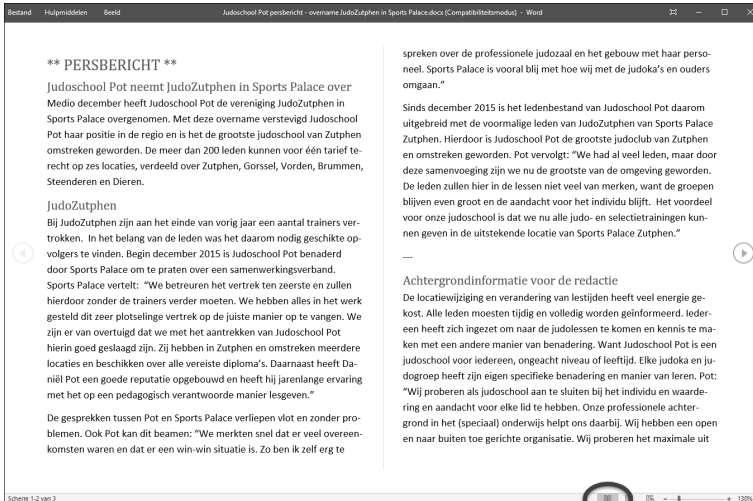 Bestand Hulpmiddelen Beeld Judoschool Pot persbericht - overname JudoZutphen in Sports Palace.docx (Compatibiliteitsmodus) - Word
** PERSBERICHT **
Judoschool Pot neemt JudoZutphen in Sports Palace over
Medio december heeft Judoschool Pot de vereniging JudoZutphen in
Sports Palace overgenomen. Met deze overname verstevigd Judoschool
Pot haar positie in de regio en is het de grootste judoschool van Zutphen
omstreken geworden. De meer dan 200 leden kunnen voor één tarief te-
recht op zes locaties, verdeeld over Zutphen, Gorssel, Vorden, Brummen,
Steenderen en Dieren.
JudoZutphen
Bij JudoZutphen zijn aan het einde van vorig jaar een aantal trainers ver-
trokken. In het belang van de leden was het daarom nodig geschikte op-
volgers te vinden. Begin december 2015 is Judoschool Pot benaderd
door Sports Palace om te praten over een samenwerkingsverband.
Sports Palace vertelt: “We betreuren het vertrek ten zeerste en zullen
hierdoor zonder de trainers verder moeten. We hebben alles in het werk
gesteld dit zeer plotselinge vertrek op de juiste manier op te vangen. We
zijn er van overtuigd dat we met het aantrekken van Judoschool Pot
hierin goed geslaagd zijn. Zij hebben in Zutphen en omstreken meerdere
locaties en beschikken over alle vereiste diploma’s. Daarnaast heeft Da-
niël Pot een goede reputatie opgebouwd en heeft hij jarenlange ervaring
met het op een pedagogisch verantwoorde manier lesgeven.”
De gesprekken tussen Pot en Sports Palace verliepen vlot en zonder pro-
blemen. Ook Pot kan dit beamen: “We merkten snel dat er veel overeen-
komsten waren en dat er een win-win situatie is. Zo ben ik zelf erg te
spreken over de professionele judozaal en het gebouw met haar perso-
neel. Sports Palace is vooral blij met hoe wij met de judoka’s en ouders
omgaan.”
Sinds december 2015 is het ledenbestand van Judoschool Pot daarom
uitgebreid met de voormalige leden van JudoZutphen van Sports Palace
Zutphen. Hierdoor is Judoschool Pot de grootste judoclub van Zutphen
en omstreken geworden. Pot vervolgt: “We had al veel leden, maar door
deze samenvoeging zijn we nu de grootste van de omgeving geworden.
De leden zullen hier in de lessen niet veel van merken, want de groepen
blijven even groot en de aandacht voor het individu blijft. Het voordeel
voor onze judoschool is dat we nu alle judo- en selectietrainingen kun-
nen geven in de uitstekende locatie van Sports Palace Zutphen.”
---
Achtergrondinformatie voor de redactie
De locatiewijziging en verandering van lestijden heeft veel energie ge-
kost. Alle leden moesten tijdig en volledig worden geïnformeerd. Ieder-
een heeft zich ingezet om naar de judolessen te komen en kennis te ma-
ken met een andere manier van benadering. Want Judoschool Pot is een
judoschool voor iedereen, ongeacht niveau of leeftijd. Elke judoka en ju-
dogroep heeft zijn eigen specifieke benadering en manier van leren. Pot:
“Wij proberen als judoschool aan te sluiten bij het individu en waarde-
ring en aandacht voor elke lid te hebben. Onze professionele achter-
grond in het (speciaal) onderwijs helpt ons daarbij. Wij hebben een open
en naar buiten toe gerichte organisatie. Wij proberen het maximale uit
Scherm 1-2 van 3 130%